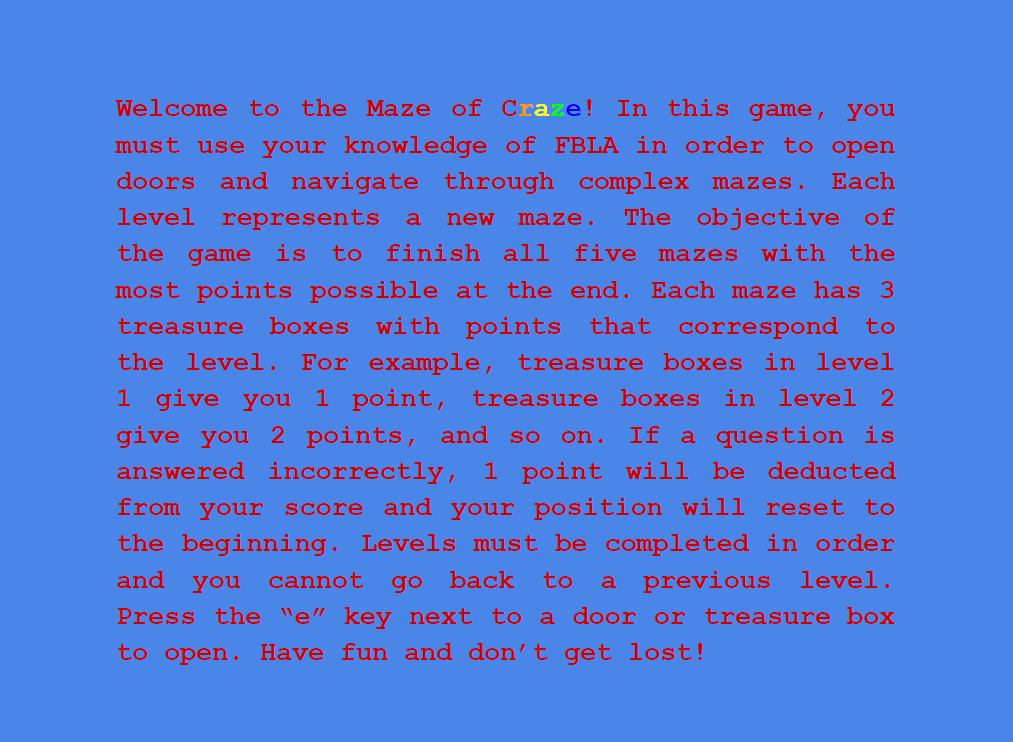 Welcome to the Maze of Craze! In this game, you
must use your knowledge of FBLA in order to open
doors and navigate through complex mazes. Each
level represents a new maze. The objective of
the game is to finish all five mazes with the
most points possible at the end. Each maze has 3
treasure boxes with points that correspond to
the level. For example, treasure boxes in level
1 give you 1 point, treasure boxes in level 2
give you 2 points, and so on. If a question is
answered incorrectly, 1 point will be deducted
from your score and your position will reset to
the beginning. Levels must be completed in order
and you cannot go back to a previous level.
Press the “e” key next to a door or treasure box
to open. Have fun and don’t get lost!